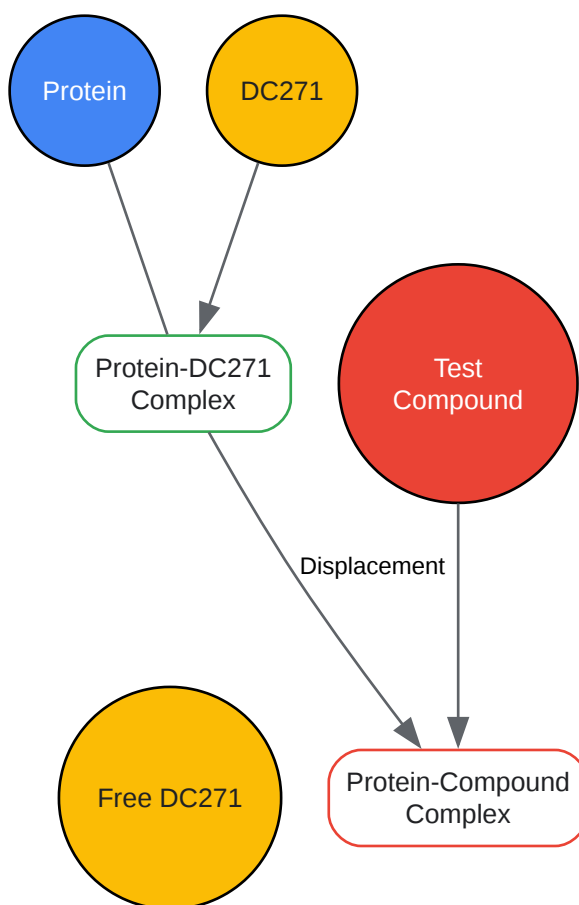 Protein
DC271
Protein-DC271
Complex
Test
Compound
Displacement
Free DC271
Protein-Compound
Complex